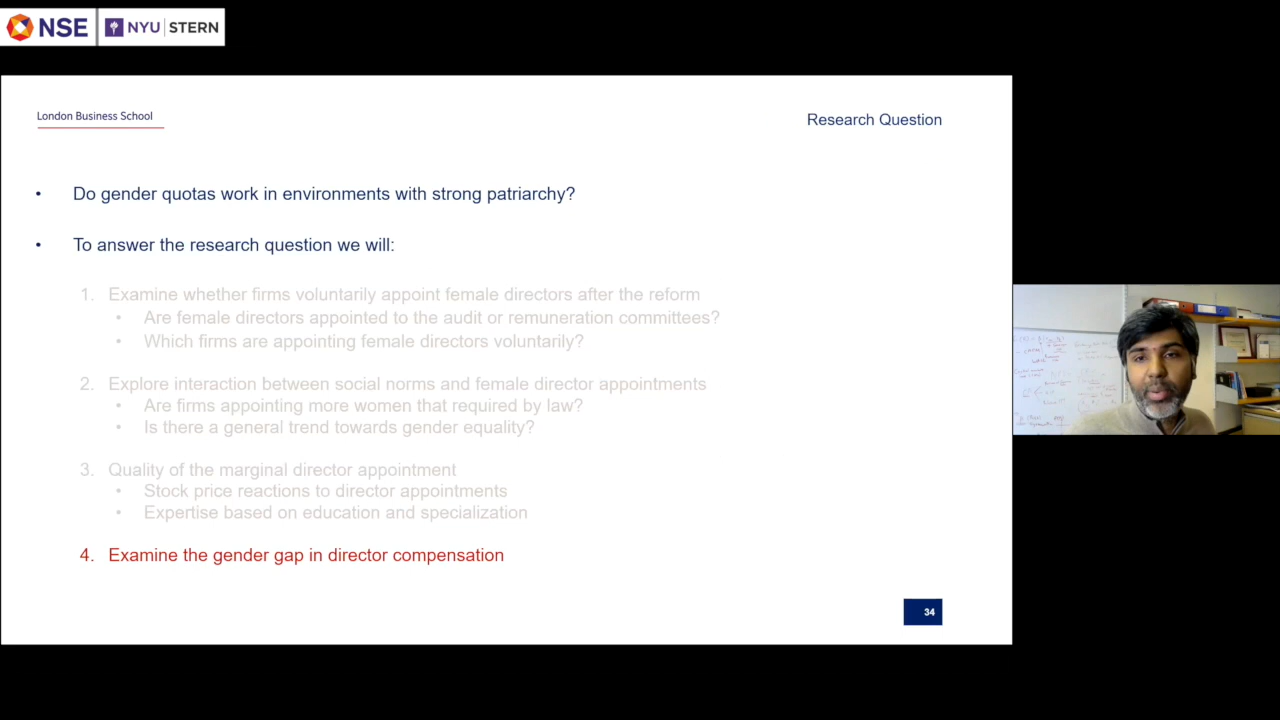 NSE NYU STERN
London Business School
Research Question
• Do gender quotas work in environments with strong patriarchy?
• To answer the research question we will:
1. Examine whether firms voluntarily appoint female directors after the reform
• Are female directors appointed to the audit or remuneration committees?
• Which firms are appointing female directors voluntarily?
2. Explore interaction between social norms and female director appointments
• Are firms appointing more women that required by law?
• Is there a general trend towards gender equality?
3. Quality of the marginal director appointment
• Stock price reactions to director appointments
• Expertise based on education and specialization
4. Examine the gender gap in director compensation
34